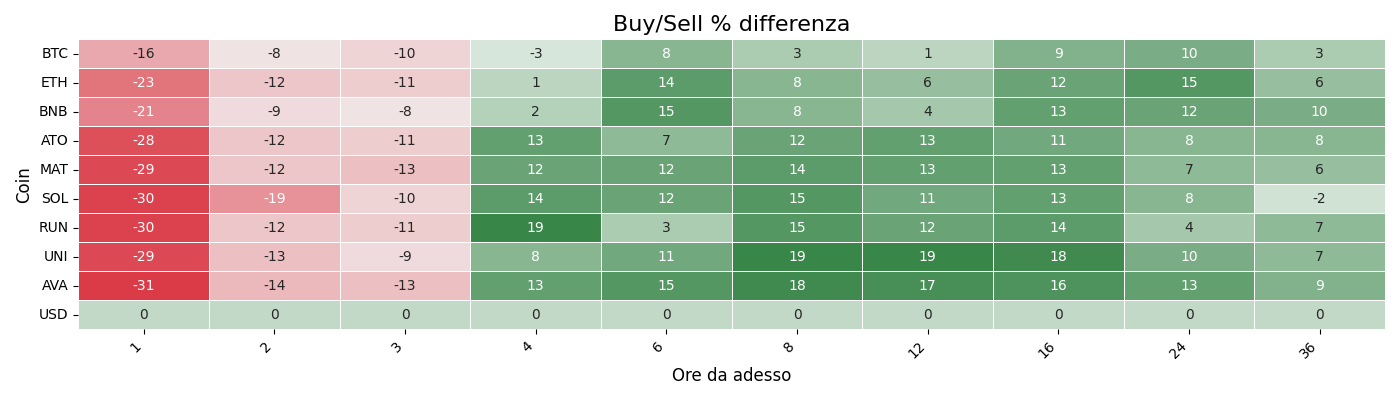 Buy/Sell % differenza
Coin
BTC -16 -8 -10 -3 8 3 1 9 10 3
ETH -23 -12 -11 1 14 8 6 12 15 6
BNB -21 -9 -8 2 15 8 4 13 12 10
ATO -28 -12 -11 13 7 12 13 11 8 8
MAT -29 -12 -13 12 12 14 13 13 7 6
SOL -30 -19 -10 14 12 15 11 13 8 -2
RUN -30 -12 -11 19 3 15 12 14 4 7
UNI -29 -13 -9 8 11 19 19 18 10 7
AVA -31 -14 -13 13 15 18 17 16 13 9
USD 0 0 0 0 0 0 0 0 0 0
1 2 3 4 6 8 12 16 24 36
Ore da adesso